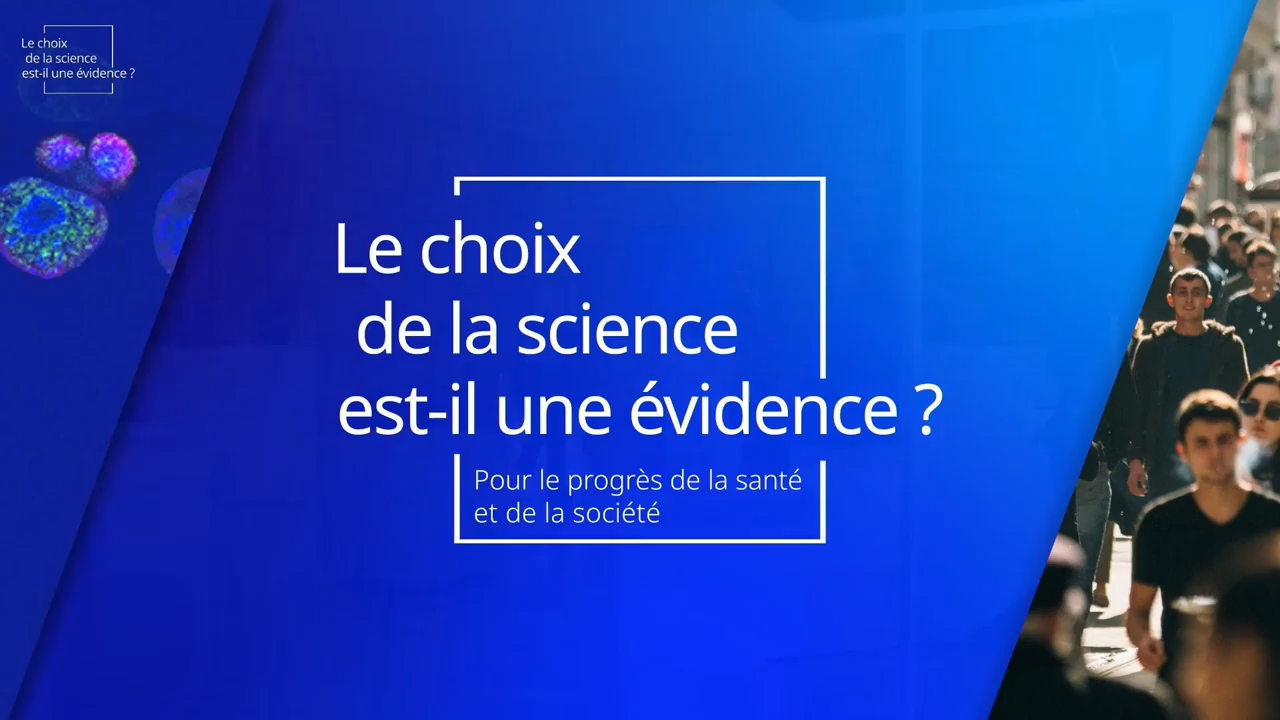 Le choix
de la science
est-il une évidence ?
Le choix
de la science
est-il une évidence ?
Pour le progrès de la santé
et de la société